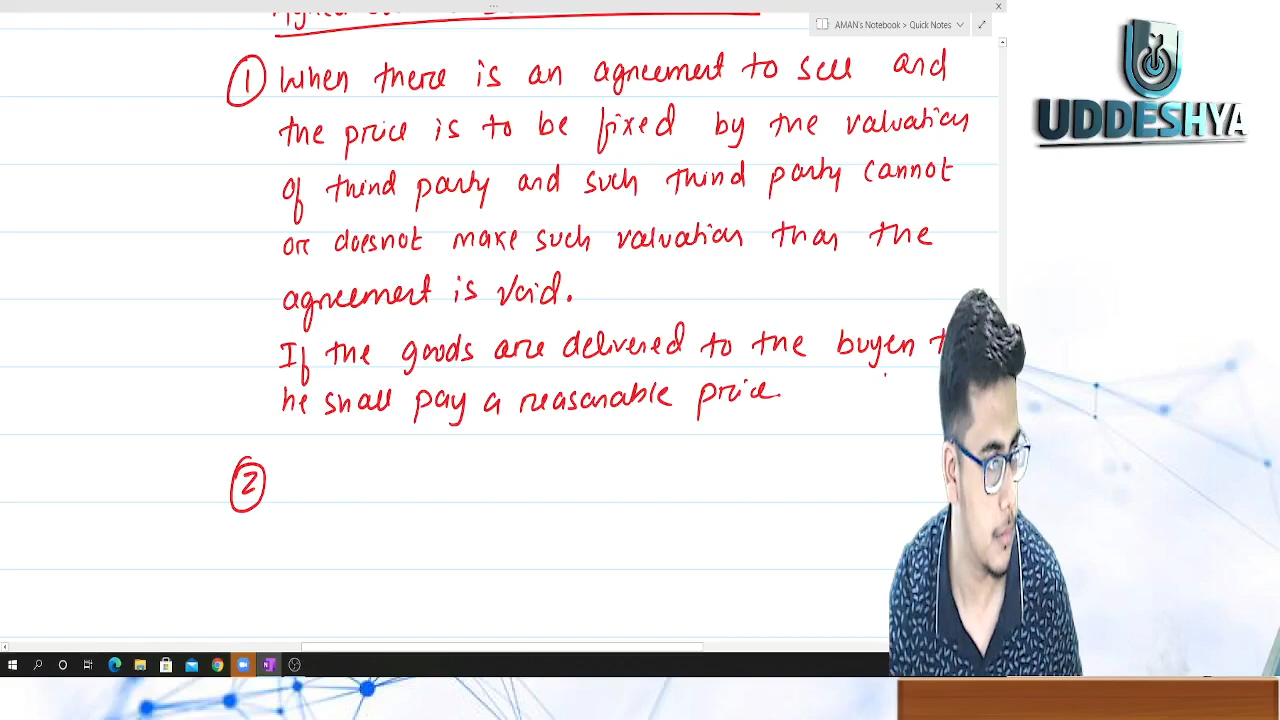 AMAN's Notebook > Quick Notes
UDDESHYA
① When there is an agreement to sell and
the price is to be fixed by the valuation
of third party and such third party cannot
or doesnot make such valuation than the
agreement is void.
If the goods are delivered to the buyer
he shall pay a reasonable price.
②